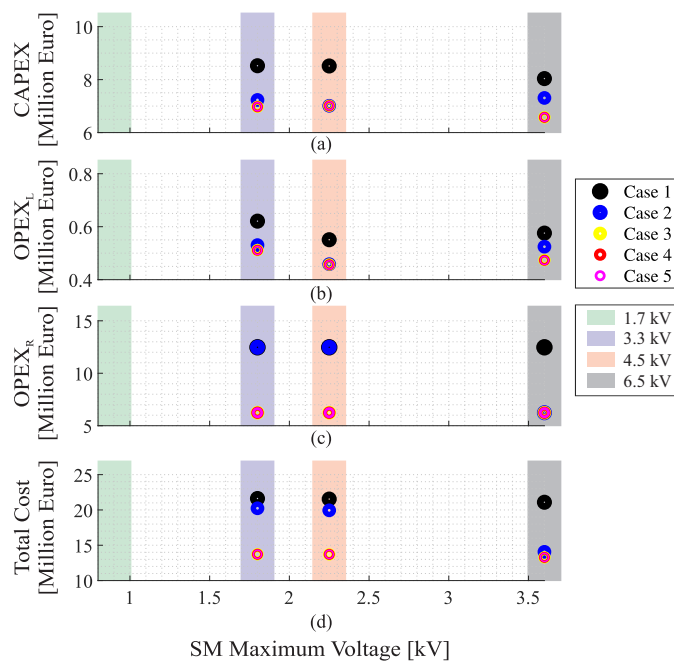 10
8
6
CAPEX
[Million Euro]
(a)
0.8
0.6
0.4
OPEX_L
[Million Euro]
(b)
15
10
5
OPEX_R
[Million Euro]
(c)
25
20
15
10
Total Cost
[Million Euro]
1
1.5
2
2.5
3
3.5
(d)
SM Maximum Voltage [kV]
Case 1
Case 2
Case 3
Case 4
Case 5
1.7 kV
3.3 kV
4.5 kV
6.5 kV